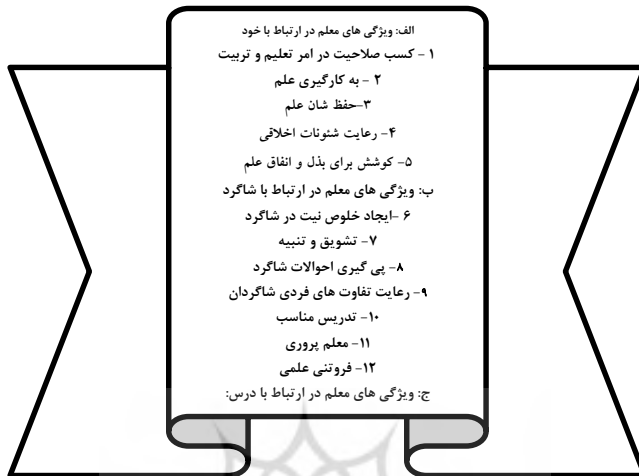 الف: ویژگی های معلم در ارتباط با خود
۱ - کسب صلاحیت در امر تعلیم و تربیت
۲ - به کارگیری علم
۳-حفظ شان علم
۴- رعایت شئونات اخلاقی
۵- کوشش برای بذل و انفاق علم
ب: ویژگی های معلم در ارتباط با شاگرد
۶ -ایجاد خلوص نیت در شاگرد
۷- تشویق و تنبیه
۸- پی گیری احوالات شاگرد
۹- رعایت تفاوت های فردی شاگردان
۱۰- تدریس مناسب
۱۱- معلم پروری
۱۲- فروتنی علمی
ج: ویژگی های معلم در ارتباط با درس: